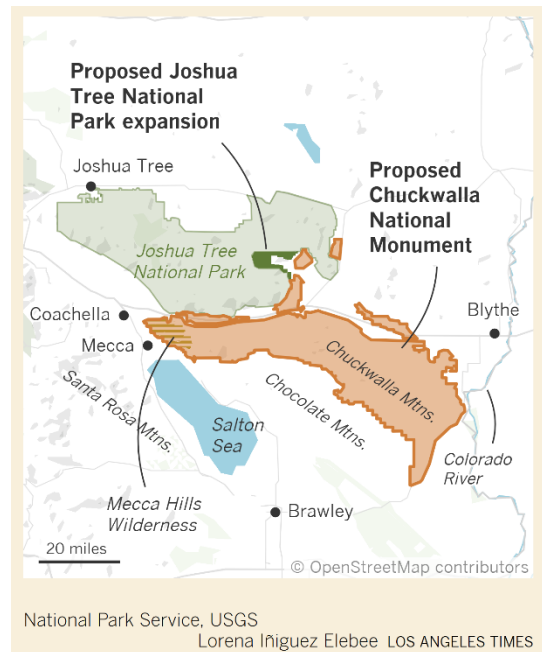 Proposed Joshua
Tree National
Park expansion
Joshua Tree
Proposed
Chuckwalla
National
Monument
Joshua Tree
National Park
Coachella
Blythe
Mecca
Chuckwalla Mtns.
Santa Rosa Mtns.
Chocolate Mtns.
Salton
Sea
Colorado
River
Mecca Hills
Wilderness
Brawley
20 miles
© OpenStreetMap contributors
National Park Service, USGS
Lorena Iñiguez Elebee LOS ANGELES TIMES